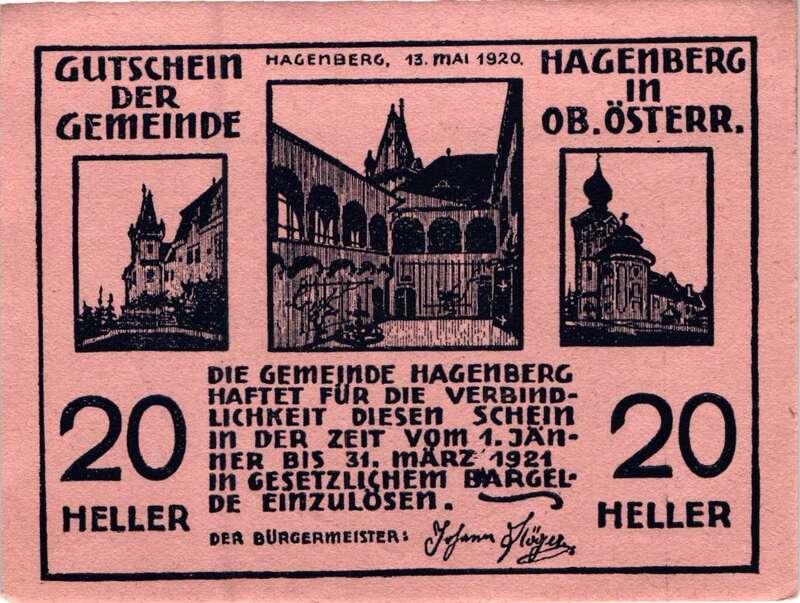 GUTSCHEIN
DER
GEMEINDE
HAGENBERG, 13. MAI 1920.
HAGENBERG
IN
OB. ÖSTERR.
DIE GEMEINDE HAGENBERG
HAFTET FÜR DIE VERBIND-
LICHKEIT DIESEN SCHEIN
IN DER ZEIT VOM 1. JÄN-
NER BIS 31. MÄRZ 1921
IN GESETZLICHEM BARGEL-
DE EINZULÖSEN.
20
HELLER
20
HELLER
DER BÜRGERMEISTER: Johann